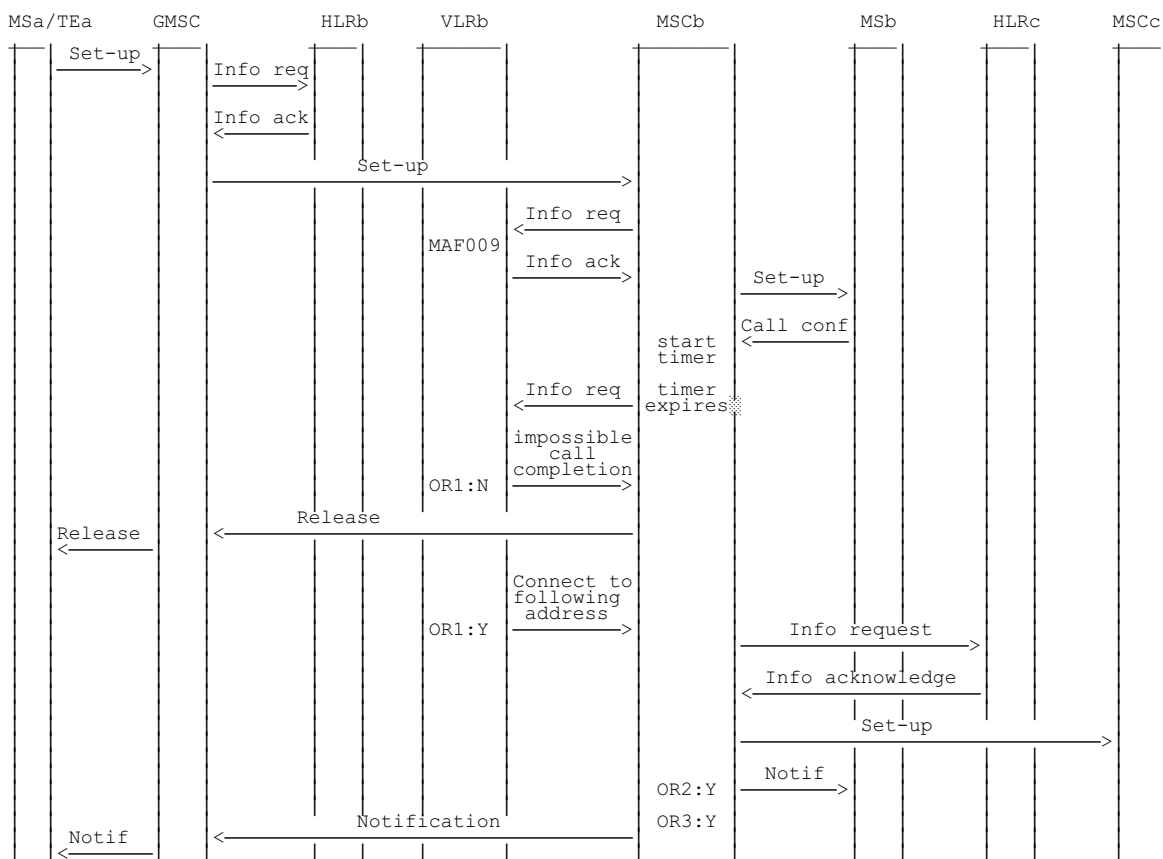 MSa/TEa GMSC HLRb VLRb MSCb MSb HLRc MSCc
Set-up
Info req
Info ack
Set-up
Info req
MAF009
Info ack
Set-up
Call conf
start
timer
Info req timer
expires
impossible
call
completion
OR1:N
Release
Release
Connect to
following
address
OR1:Y
Info request
Info acknowledge
Set-up
Notif
OR2:Y
Notification OR3:Y
Notif